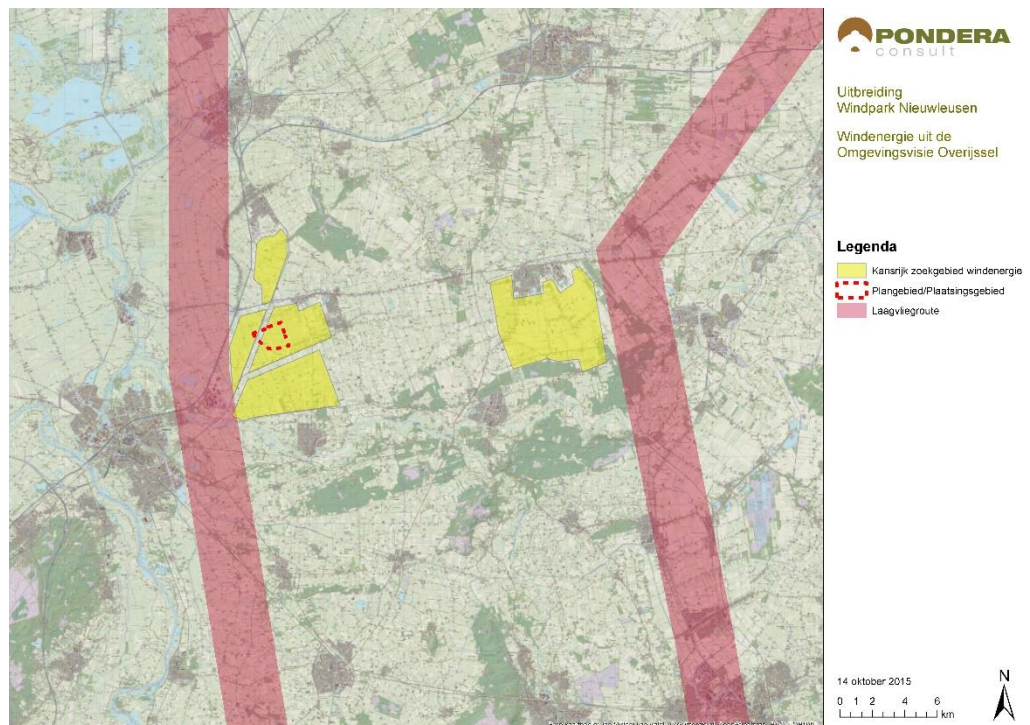 PONDERA
consult
Uitbreiding
Windpark Nieuwleusen
Windenergie uit de
Omgevingsvisie Overijssel
Legenda
Kansrijk zoekgebied windenergie
Plangebied/Plaatsingsgebied
Laagvliegroute
14 oktober 2015
N
0 1 2 4 6
km